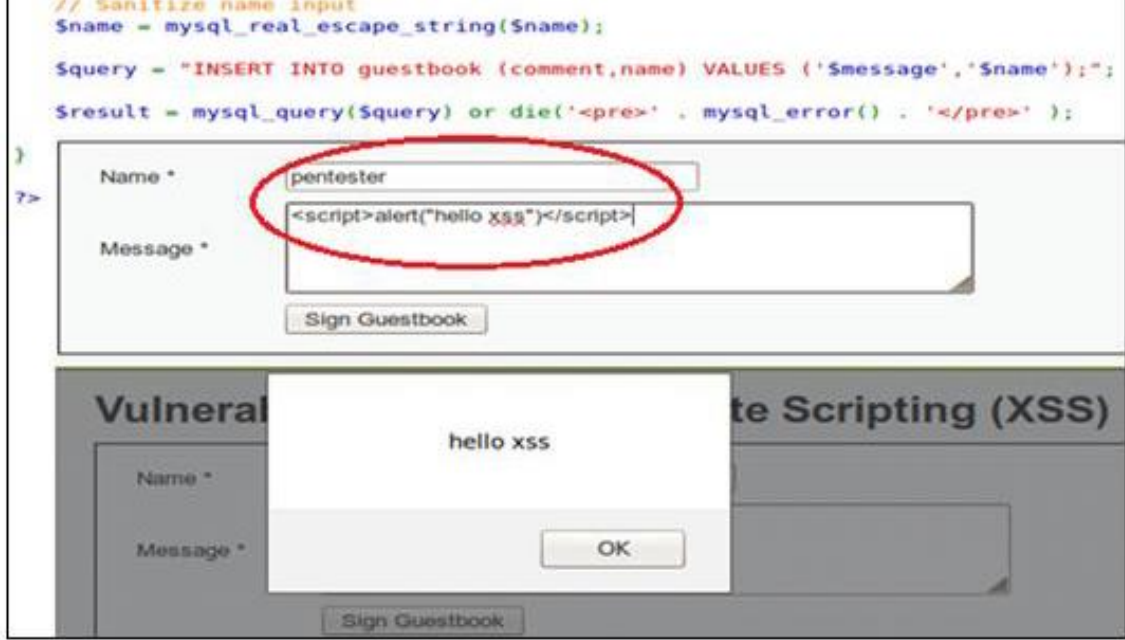 // Sanitize name input
$name = mysql_real_escape_string($name);
$query = "INSERT INTO guestbook (comment,name) VALUES ('$message','$name');";
$result = mysql_query($query) or die('<pre>' . mysql_error() . '</pre>' );
}
?>
Name *
pentester
<script>alert("hello xss")</script>
Message *
Sign Guestbook
Vulneral
te Scripting (XSS)
hello xss
Name *
Message *
OK
Sign Guestbook